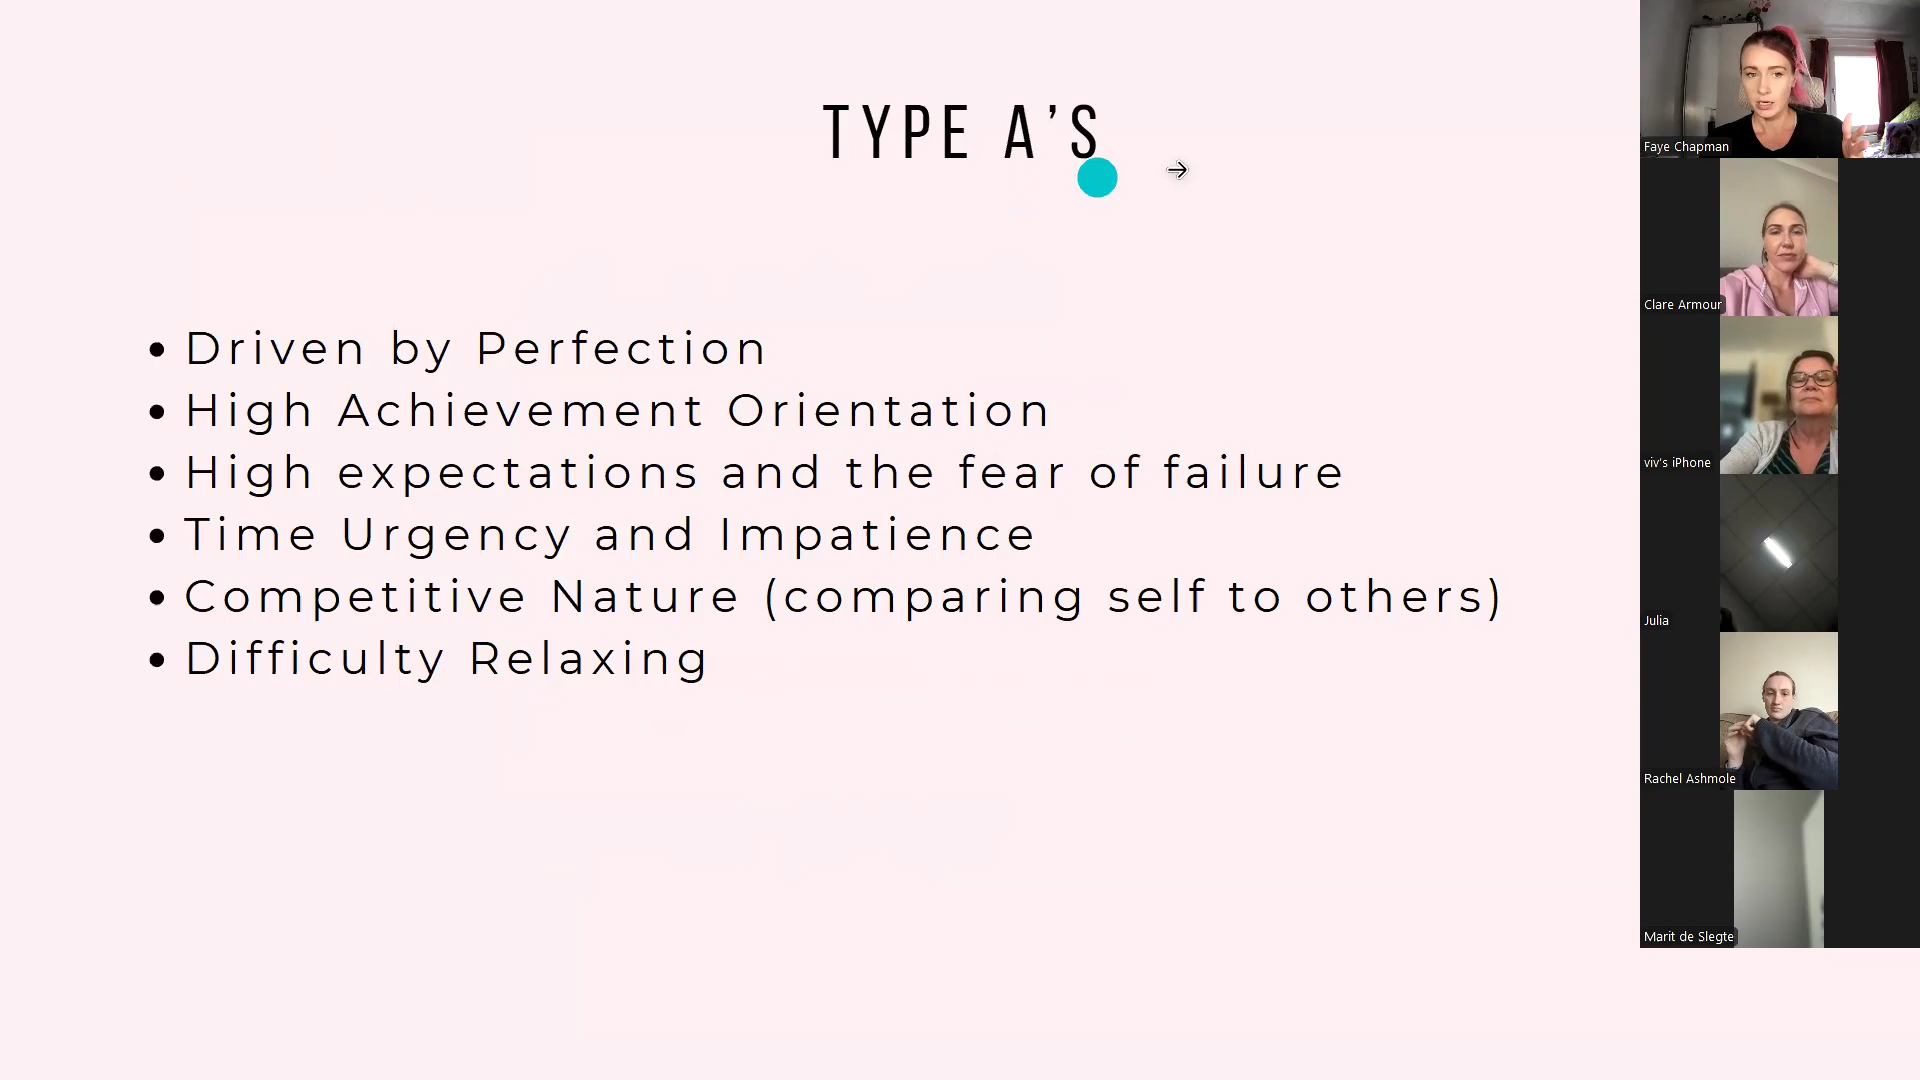 TYPE A’S
• Driven by Perfection
• High Achievement Orientation
• High expectations and the fear of failure
• Time Urgency and Impatience
• Competitive Nature (comparing self to others)
• Difficulty Relaxing
Faye Chapman
Clare Armour
viv's iPhone
Julia
Rachel Ashmole
Marit de Slegte